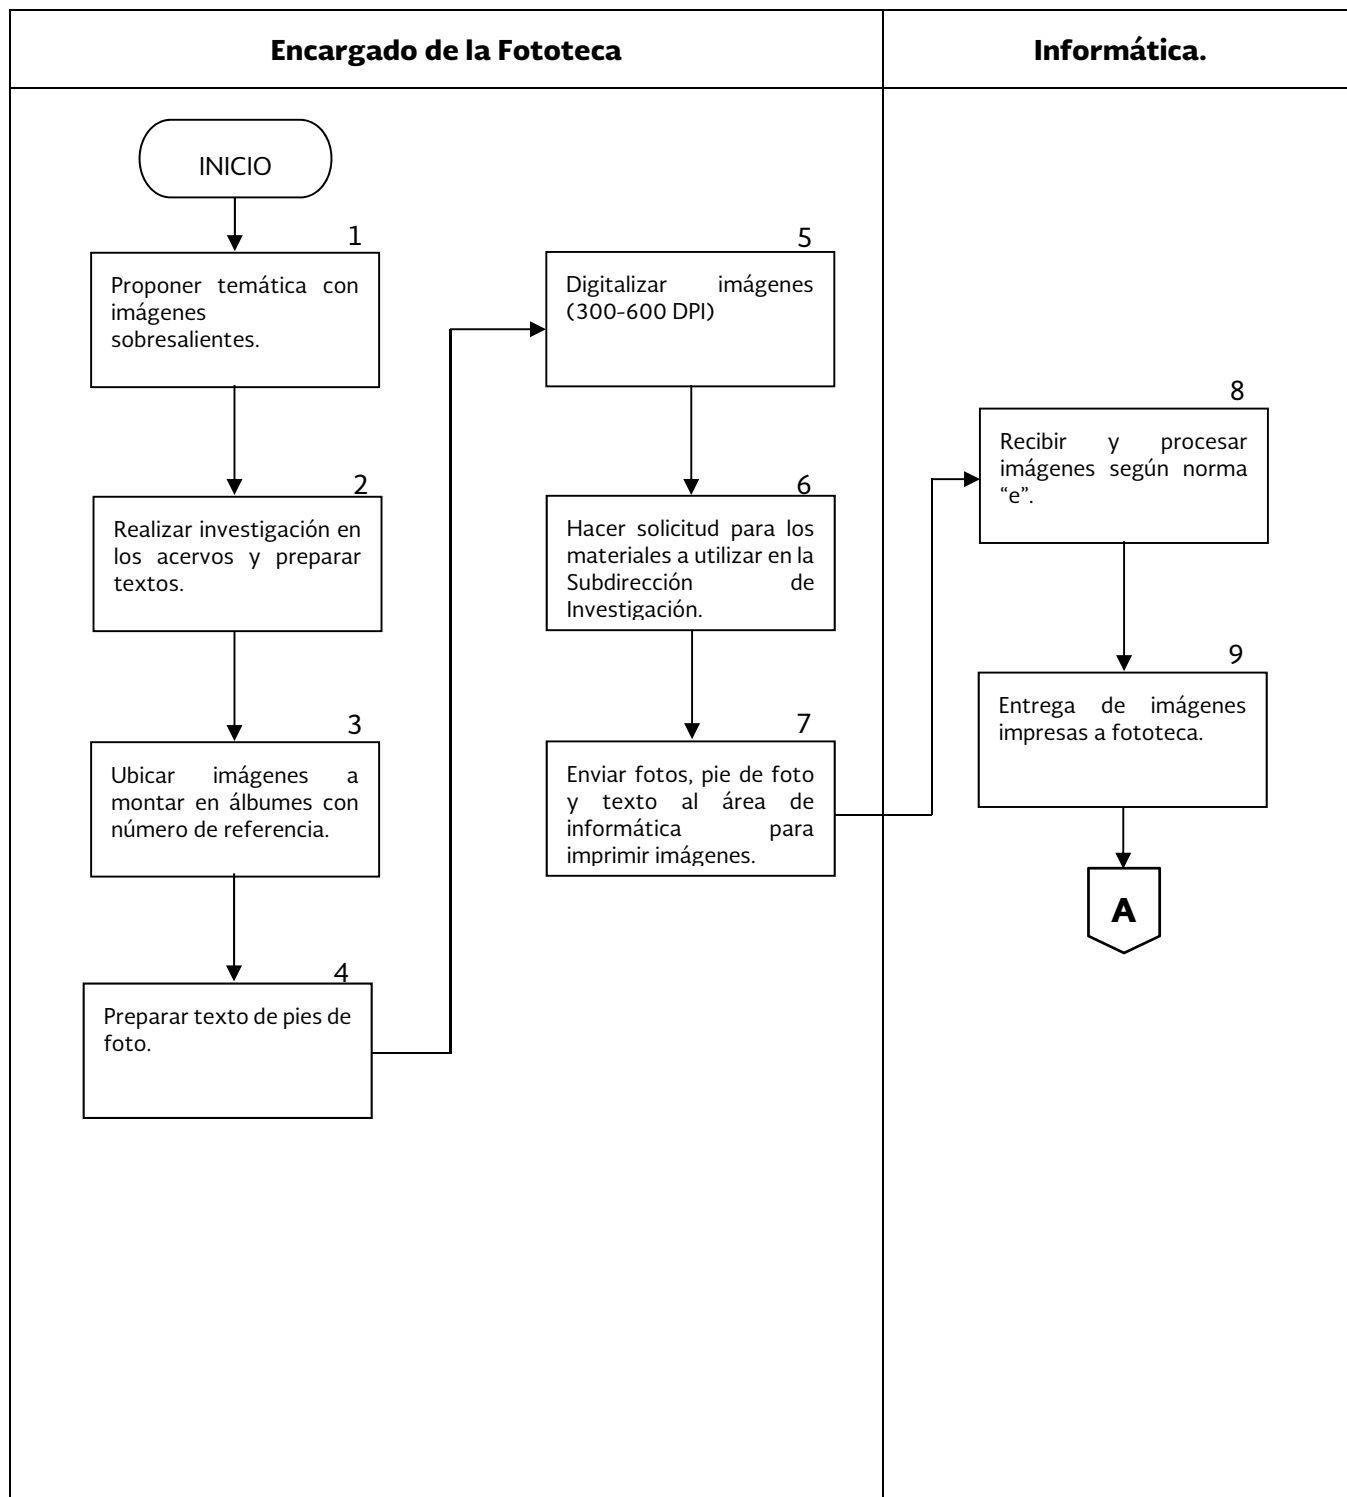 Encargado de la Fototeca
Informática.
INICIO
1
Proponer temática con
imágenes
sobresalientes.
2
Realizar investigación en
los acervos y preparar
textos.
3
Ubicar imágenes a
montar en álbumes con
número de referencia.
4
Preparar texto de pies de
foto.
5
Digitalizar imágenes
(300-600 DPI)
6
Hacer solicitud para los
materiales a utilizar en la
Subdirección de
Investigación.
7
Enviar fotos, pie de foto
y texto al área de
informática para
imprimir imágenes.
8
Recibir y procesar
imágenes según norma
“e”.
9
Entrega de imágenes
impresas a fototeca.
A